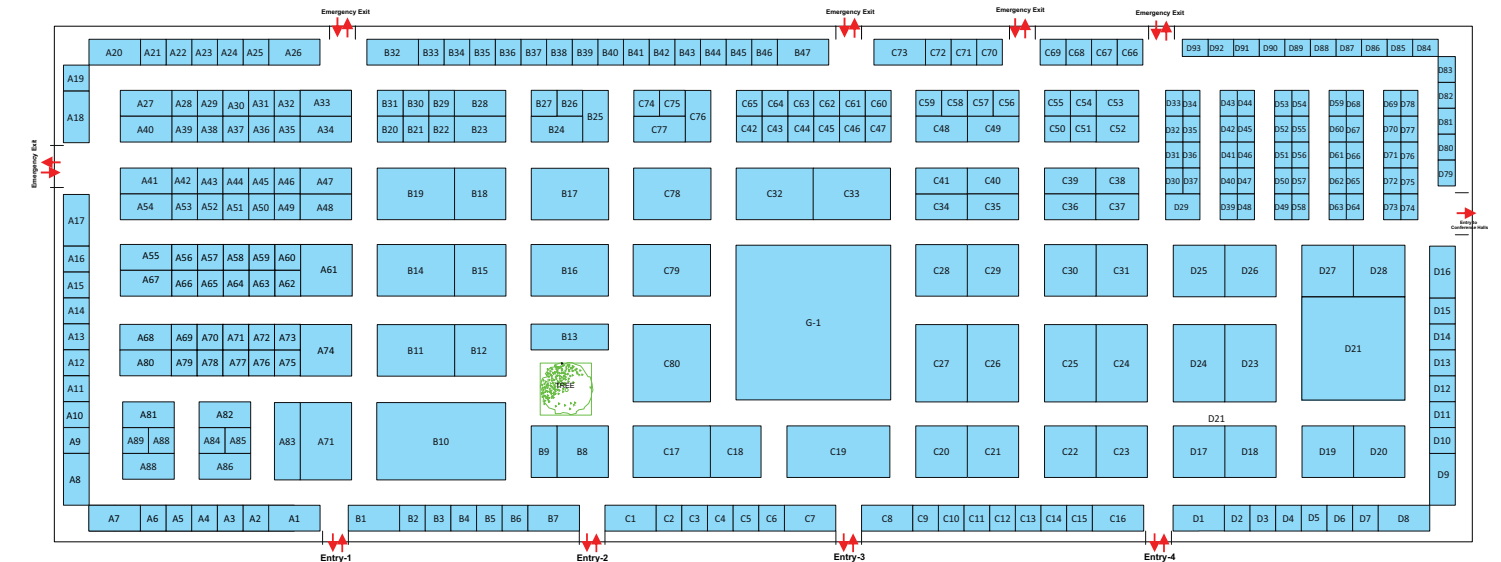 Emergency Exit Emergency Exit Emergency Exit Emergency Exit
A20 A21 A22 A23 A24 A25 A26 B32 B33 B34 B35 B36 B37 B38 B39 B40 B41 B42 B43 B44 B45 B46 B47 C73 C72 C71 C70 C69 C68 C67 C66 D93 D92 D91 D90 D89 D88 D87 D86 D85 D84
A19 D83
A18 A27 A28 A29 A30 A31 A32 A33 B31 B30 B29 B28 B27 B26 B25 C74 C75 C76 C65 C64 C63 C62 C61 C60 C59 C58 C57 C56 C55 C54 C53 D33 D34 D43 D44 D53 D54 D59 D68 D69 D78 D82
A40 A39 A38 A37 A36 A35 A34 B20 B21 B22 B23 B24 C77 C42 C43 C44 C45 C46 C47 C48 C49 C50 C51 C52 D32 D35 D42 D45 D52 D55 D60 D67 D70 D77 D81
Emergency Exit
D31 D36 D41 D46 D51 D56 D61 D66 D71 D76 D80
A41 A42 A43 A44 A45 A46 A47 B19 B18 B17 C78 C32 C33 C41 C40 C39 C38 D30 D37 D40 D47 D50 D57 D62 D65 D72 D75 D79
A17 A54 A53 A52 A51 A50 A49 A48 C34 C35 C36 C37 D29 D39 D48 D49 D58 D63 D64 D73 D74
Entry to
Conference Halls
A16 A55 A56 A57 A58 A59 A60 A61 B14 B15 B16 C79 C28 C29 C30 C31 D25 D26 D27 D28 D16
A15 A67 A66 A65 A64 A63 A62
A14 G-1 D15
A13 A68 A69 A70 A71 A72 A73 A74 B11 B12 B13 D14
A12 A80 A79 A78 A77 A76 A75 C80 C27 C26 C25 C24 D24 D23 D21 D13
A11 TREE D12
A10 A81 A82 D21 D11
A9 A89 A88 A84 A85 A83 A71 B10 B9 B8 C17 C18 C19 C20 C21 C22 C23 D17 D18 D19 D20 D10
A88 A86
A8 D9
A7 A6 A5 A4 A3 A2 A1 B1 B2 B3 B4 B5 B6 B7 C1 C2 C3 C4 C5 C6 C7 C8 C9 C10 C11 C12 C13 C14 C15 C16 D1 D2 D3 D4 D5 D6 D7 D8
Entry-1 Entry-2 Entry-3 Entry-4